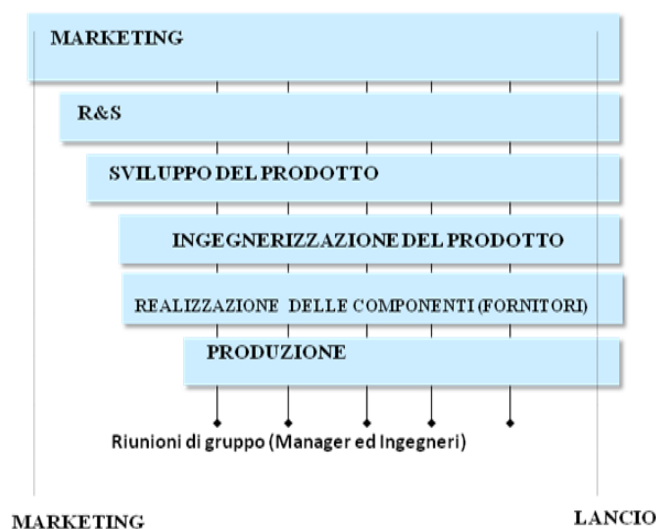 MARKETING
R&S
SVILUPPO DEL PRODOTTO
INGEGNERIZZAZIONE DEL PRODOTTO
REALIZZAZIONE DELLE COMPONENTI (FORNITORI)
PRODUZIONE
Riunioni di gruppo (Manager ed Ingegneri)
MARKETING
LANCIO